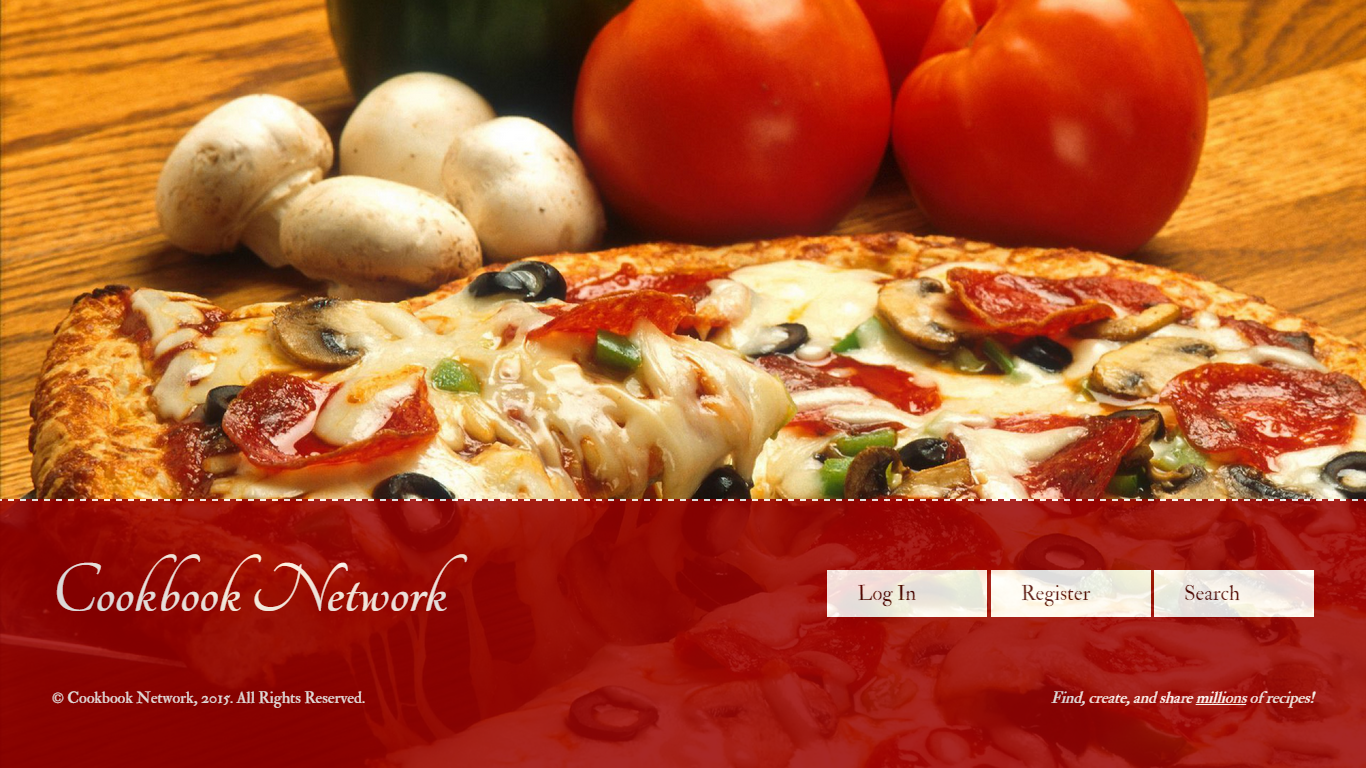 Cookbook Network
Log In
Register
Search
© Cookbook Network, 2015. All Rights Reserved.
Find, create, and share millions of recipes!